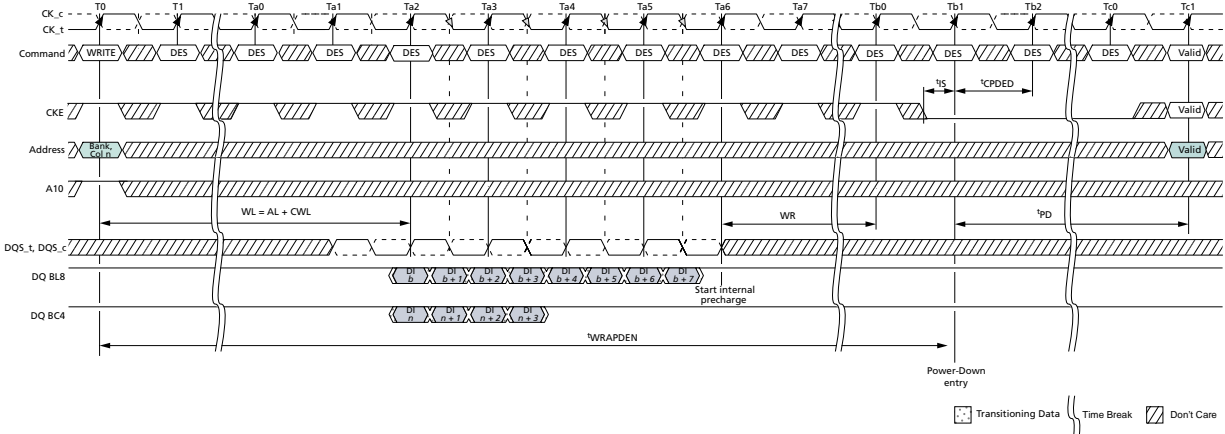 T0 T1 Ta0 Ta1 Ta2 Ta3 Ta4 Ta5 Ta6 Ta7 Tb0 Tb1 Tb2 Tc0 Tc1
CK_c
CK_t
Command WRITE DES DES DES DES DES DES DES DES DES DES DES DES DES Valid
tIS tCPDED
CKE Valid
Address Bank, Col n Valid
A10
WL = AL + CWL WR tPD
DQS_t, DQS_c
DQ BL8 DI b DI b + 1 DI b + 2 DI b + 3 DI b + 4 DI b + 5 DI b + 6 DI b + 7
Start internal
precharge
DQ BC4 DI n DI n + 1 DI n + 2 DI n + 3
tWRAPDEN
Power-Down
entry
Transitioning Data Time Break Don't Care